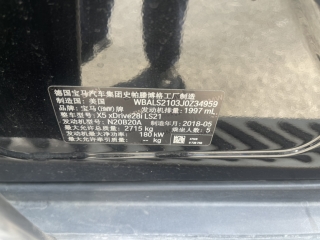 德国宝马汽车集团史帕腾博格工厂制造
制造国: 美国 WBALS2103J0Z34959
品牌: 宝马(BMW)牌 发动机排量: 1997 mL
整车型号: X5 xDrive28i LS21
发动机型号: N20B20A 制造年月: 2018-05
最大允许总质量: 2715 kg 乘坐人数: 5
发动机最大净功率: 180 kW
最大允许牵引质量: -- kg